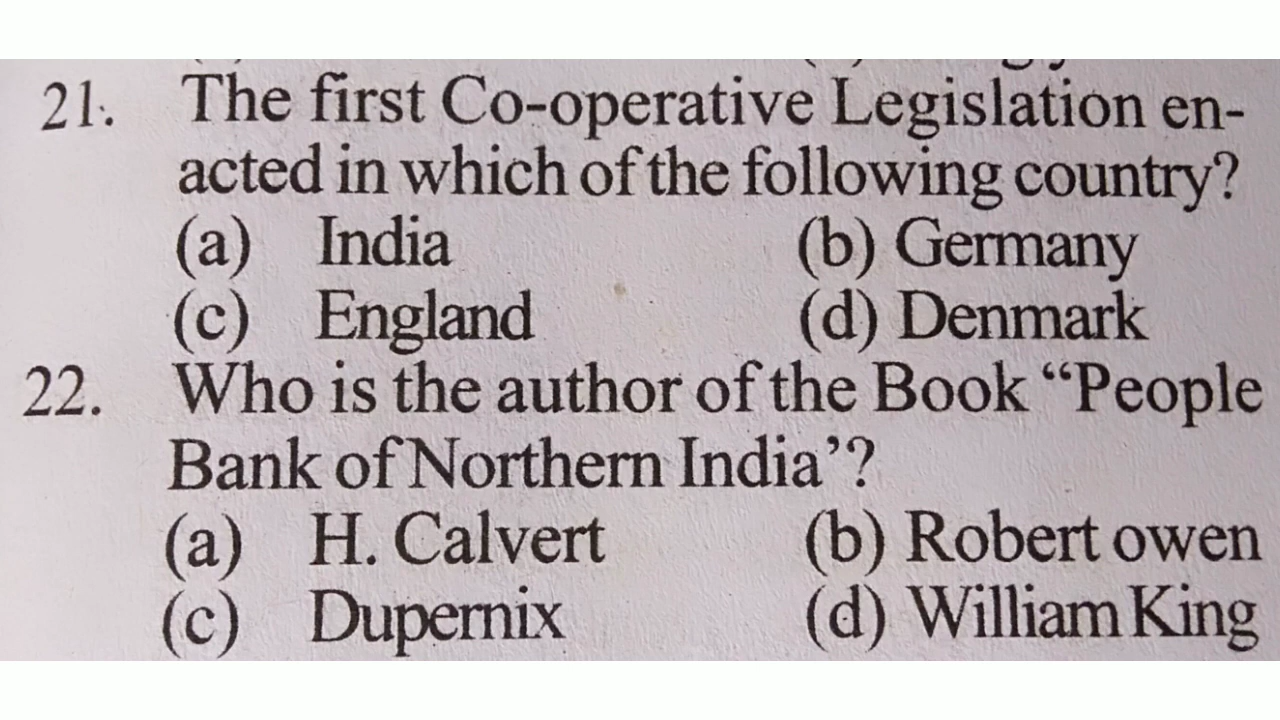 21. The first Co-operative Legislation en-
acted in which of the following country?
(a) India (b) Germany
(c) England (d) Denmark
22. Who is the author of the Book “People
Bank of Northern India’?
(a) H. Calvert (b) Robert owen
(c) Dupernix (d) William King